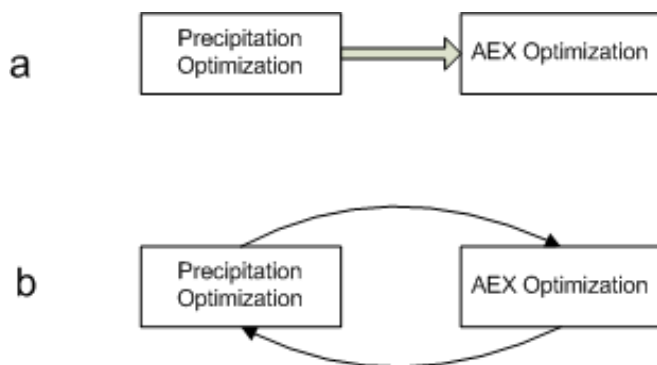 a
Precipitation
Optimization
AEX Optimization
b
Precipitation
Optimization
AEX Optimization